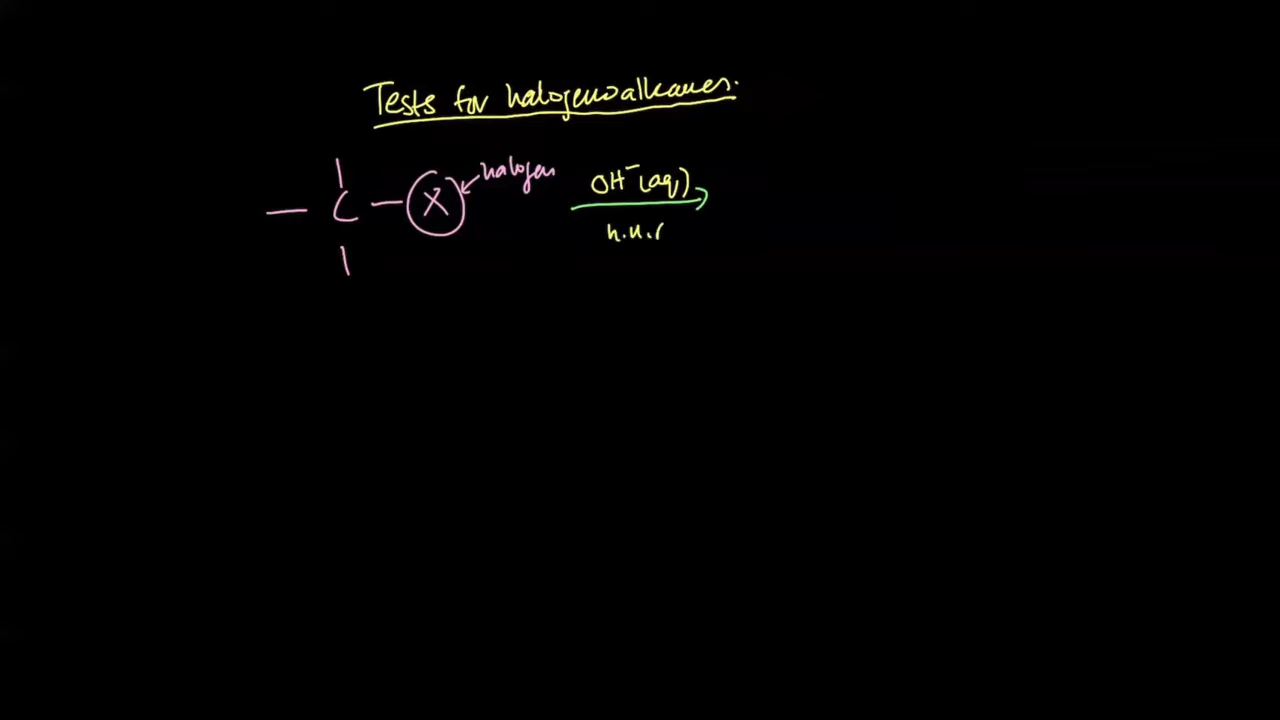 Tests for halogenoalkanes.
halogen
C
X
OH⁻(aq)
h.u.r